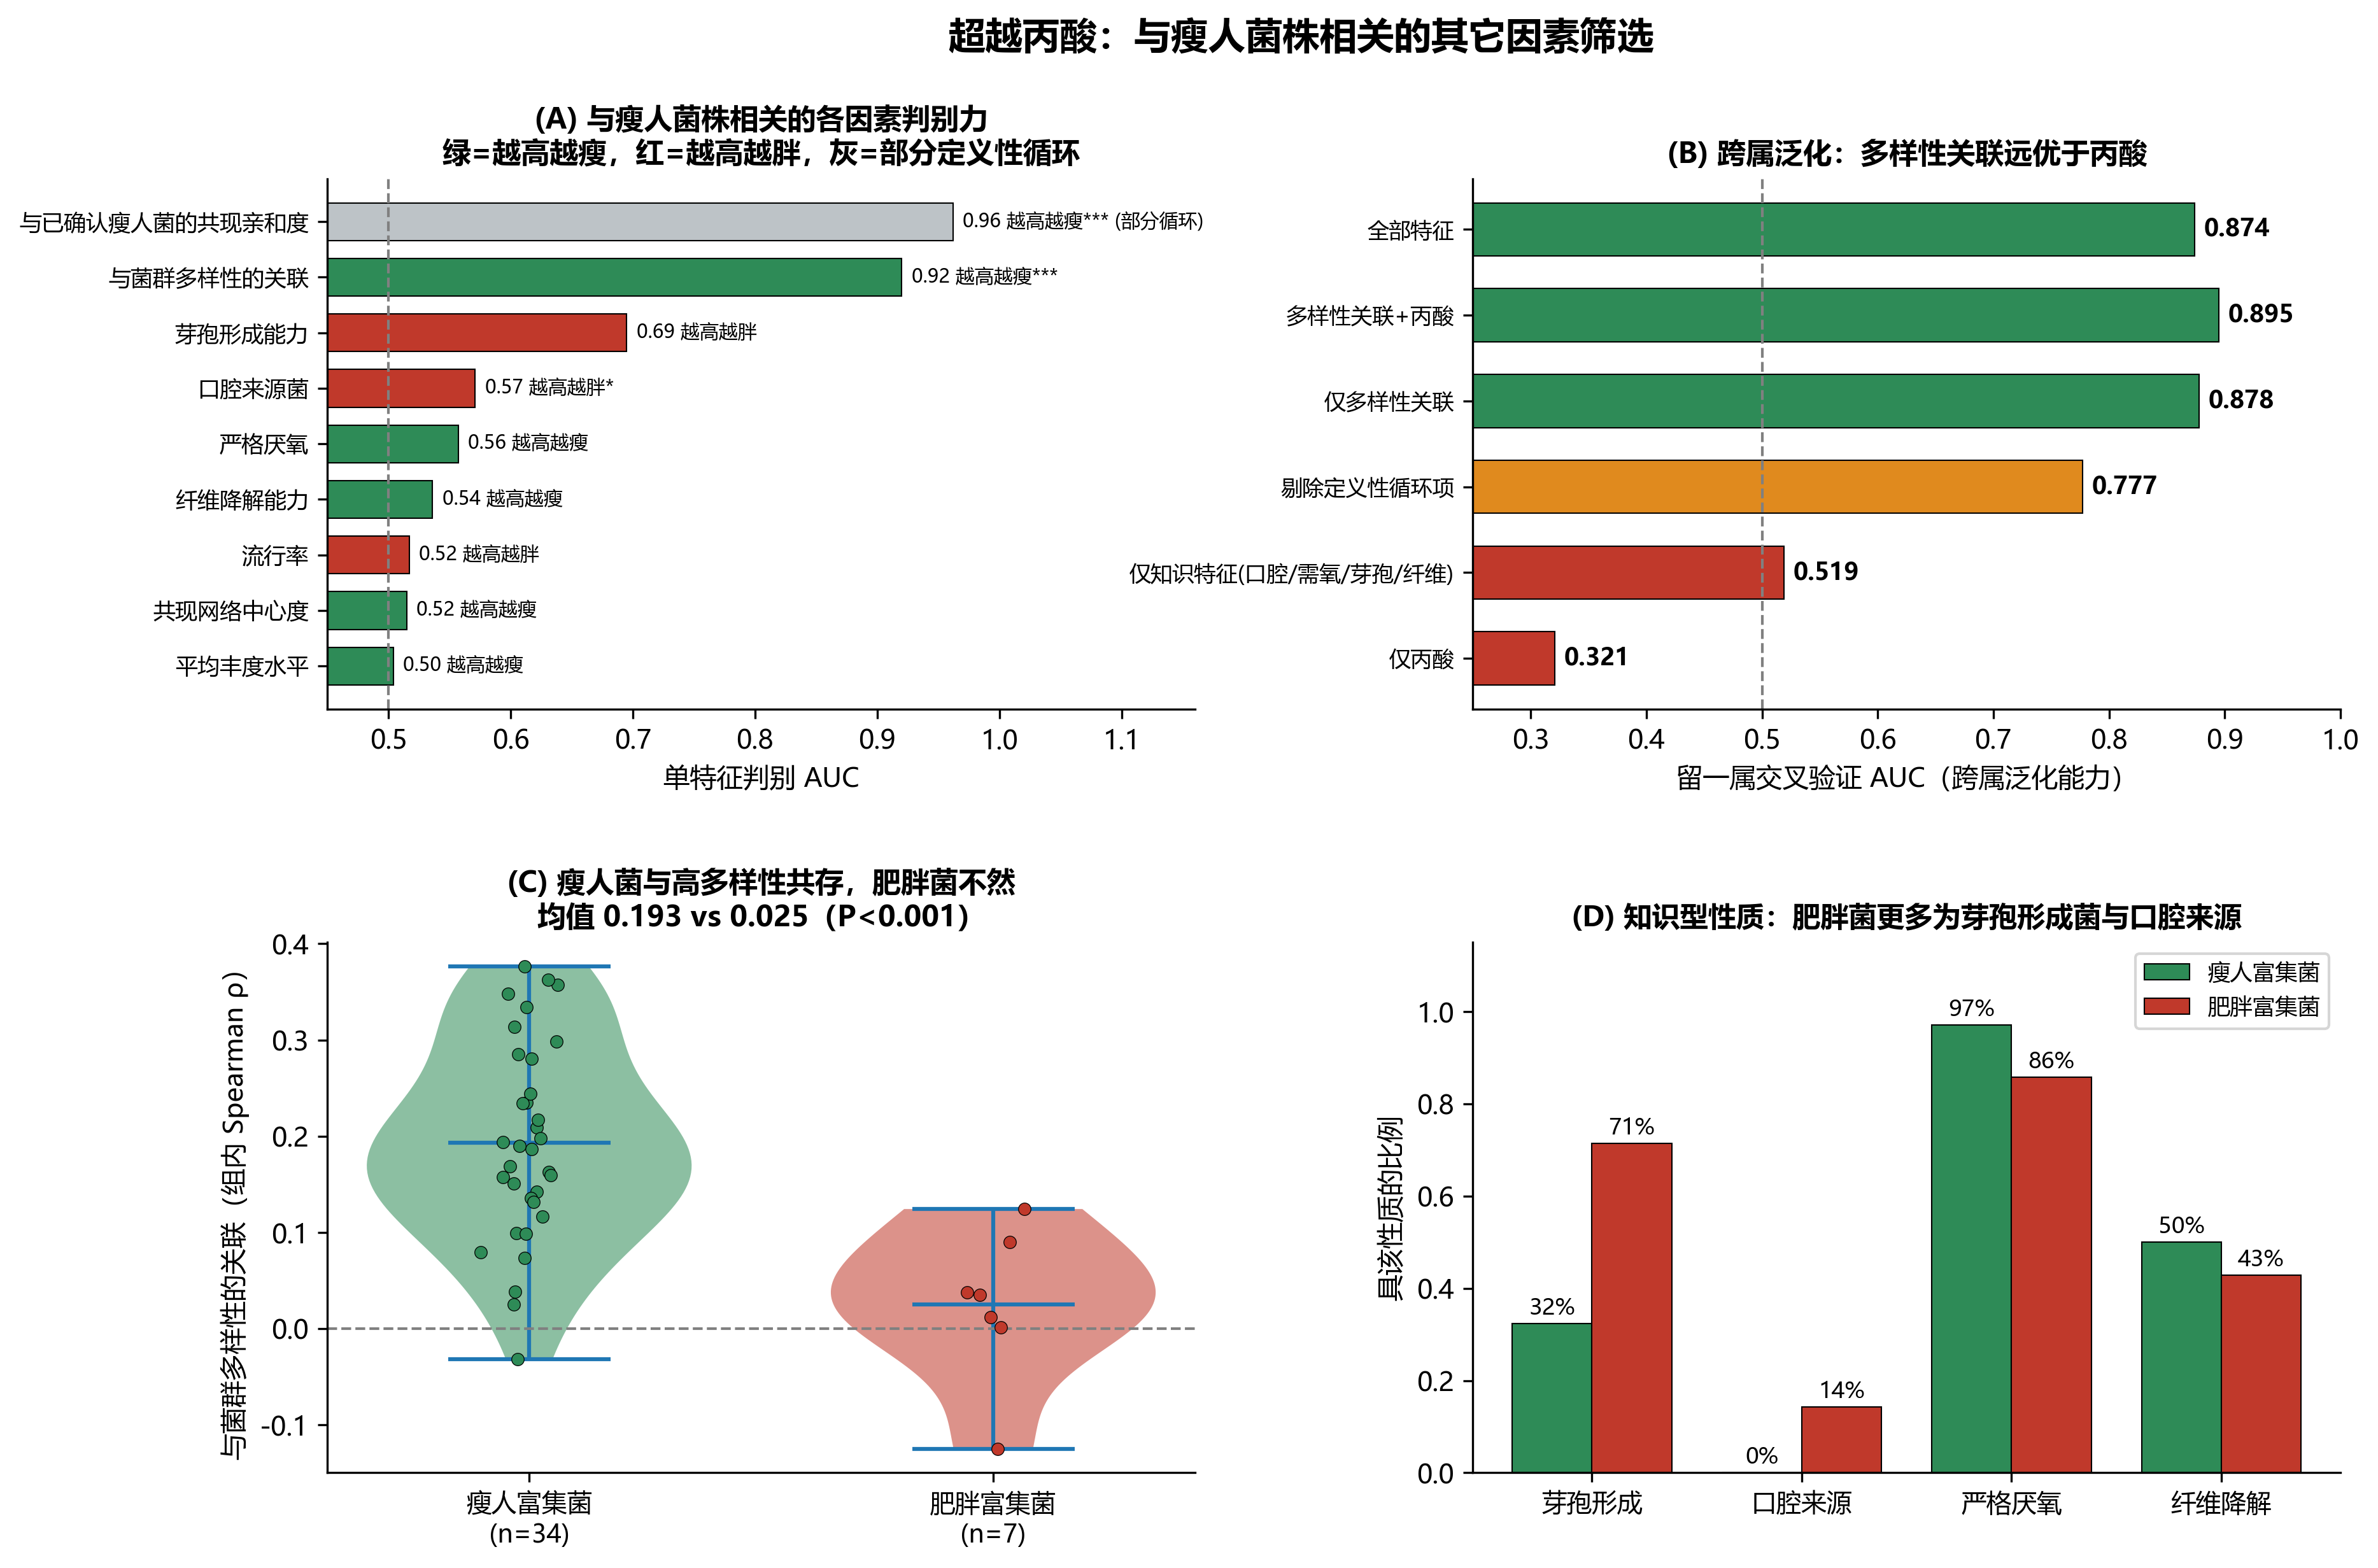 超越丙酸：与瘦人菌株相关的其它因素筛选
(A) 与瘦人菌株相关的各因素判别力
绿=越高越瘦，红=越高越胖，灰=部分定义性循环
与已确认瘦人菌的共现亲和度
0.96 越高越瘦*** (部分循环)
与菌群多样性的关联
0.92 越高越瘦***
芽孢形成能力
0.69 越高越胖
口腔来源菌
0.57 越高越胖*
严格厌氧
0.56 越高越瘦
纤维降解能力
0.54 越高越瘦
流行率
0.52 越高越胖
共现网络中心度
0.52 越高越瘦
平均丰度水平
0.50 越高越瘦
0.5 0.6 0.7 0.8 0.9 1.0 1.1
单特征判别 AUC
(B) 跨属泛化：多样性关联远优于丙酸
全部特征
0.874
多样性关联+丙酸
0.895
仅多样性关联
0.878
剔除定义性循环项
0.777
仅知识特征(口腔/需氧/芽孢/纤维)
0.519
仅丙酸
0.321
0.3 0.4 0.5 0.6 0.7 0.8 0.9 1.0
留一属交叉验证 AUC（跨属泛化能力）
(C) 瘦人菌与高多样性共存，肥胖菌不然
均值 0.193 vs 0.025（P<0.001）
与菌群多样性的关联（组内 Spearman ρ）
0.4
0.3
0.2
0.1
0.0
-0.1
瘦人富集菌
(n=34)
肥胖富集菌
(n=7)
(D) 知识型性质：肥胖菌更多为芽孢形成菌与口腔来源
瘦人富集菌
肥胖富集菌
具该性质的比例
1.0
0.8
0.6
0.4
0.2
0.0
32%
71%
0%
14%
97%
86%
50%
43%
芽孢形成
口腔来源
严格厌氧
纤维降解